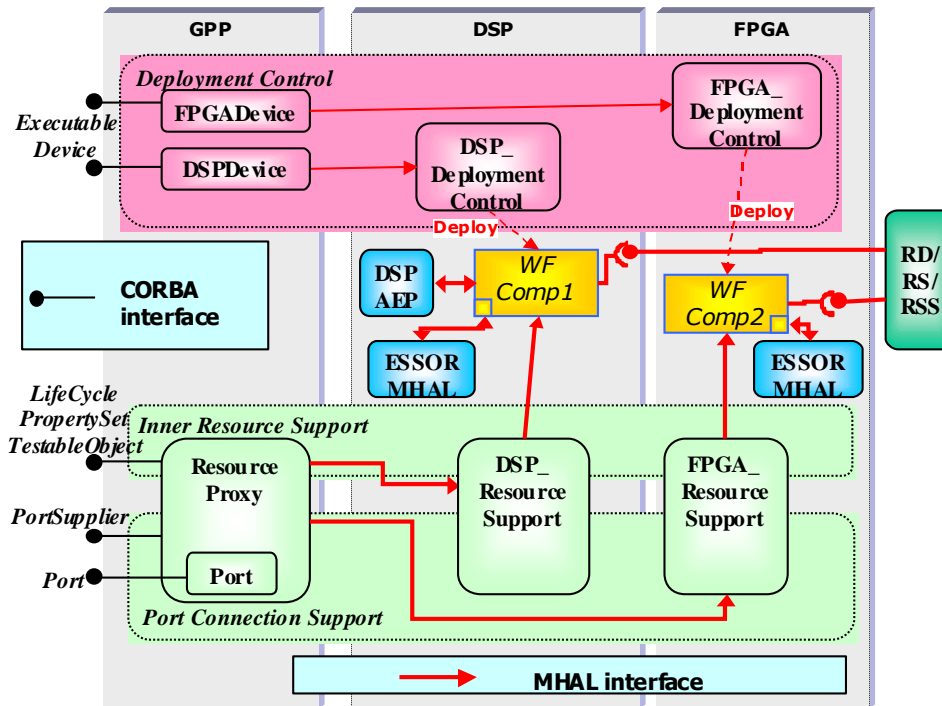 GPP
DSP
FPGA
Deployment Control
FPGADevice
FPGA_
Deployment
Control
Executable
Device
DSPDevice
DSP_
Deployment
Control
Deploy
Deploy
CORBA
interface
DSP
AEP
WF
Comp1
WF
Comp2
RD/
RS/
RSS
ESSOR
MHAL
ESSOR
MHAL
LifeCycle
PropertySet
TestableObject
Inner Resource Support
Resource
Proxy
DSP_
Resource
Support
FPGA_
Resource
Support
PortSupplier
Port
Port
Port Connection Support
MHAL interface